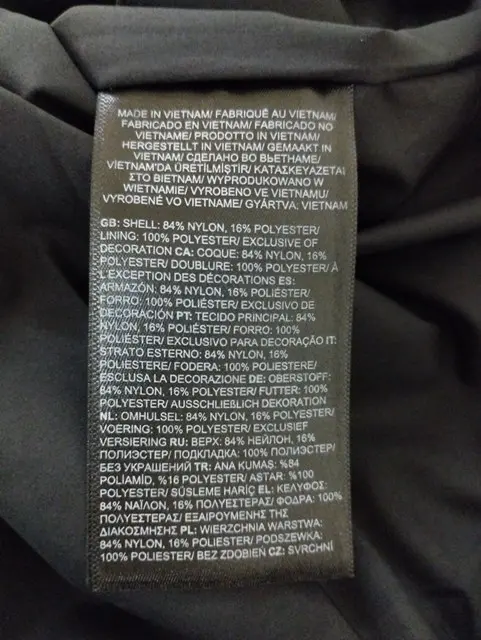 MADE IN VIETNAM/ FABRIQUÉ AU VIETNAM/
FABRICADO EN VIETNAM/ FABRICADO NO
VIETNAME/ PRODOTTO IN VIETNAM/
HERGESTELLT IN VIETNAM/ GEMAAKT IN
VIETNAM/ СДЕЛАНО ВО ВЬЕТНАМЕ/
VİETNAM'DA ÜRETİLMİŞTİR/ ΚΑΤΑΣΚΕΥΑΖΕΤΑΙ
ΣΤΟ ΒΙΕΤΝΑΜ/ WYPRODUKOWANO W
WIETNAMIE/ VYROBENO VE VIETNAMU/
VYROBENÉ VO VIETNAME/ GYÁRTVA: VIETNAM
GB: SHELL: 84% NYLON, 16% POLYESTER/
LINING: 100% POLYESTER/ EXCLUSIVE OF
DECORATION CA: COQUE: 84% NYLON, 16%
POLYESTER/ DOUBLURE: 100% POLYESTER/ À
L'EXCEPTION DES DÉCORATIONS ES:
ARMAZÓN: 84% NYLON, 16% POLIÉSTER/
FORRO: 100% POLIÉSTER/ EXCLUSIVO DE
DECORACIÓN PT: TECIDO PRINCIPAL: 84%
NYLON, 16% POLIÉSTER/ FORRO: 100%
POLIÉSTER/ EXCLUSIVO PARA DECORAÇÃO IT:
STRATO ESTERNO: 84% NYLON, 16%
POLIESTERE/ FODERA: 100% POLIESTERE/
ESCLUSA LA DECORAZIONE DE: OBERSTOFF:
84% NYLON, 16% POLYESTER/ FUTTER: 100%
POLYESTER/ AUSSCHLIEßLICH DEKORATION
NL: OMHULSEL: 84% NYLON, 16% POLYESTER/
VOERING: 100% POLYESTER/ EXCLUSIEF
VERSIERING RU: ВЕРХ: 84% НЕЙЛОН, 16%
ПОЛИЭСТЕР/ ПОДКЛАДКА: 100% ПОЛИЭСТЕР/
БЕЗ УКРАШЕНИЙ TR: ANA KUMAS: %84
POLİAMİD, %16 POLYESTER/ ASTAR: %100
POLYESTER/ SÜSLEME HARİÇ EL: ΚΕΛΥΦΟΣ:
84% ΝΑΪΛΟΝ, 16% ΠΟΛΥΕΣΤΕΡΑΣ/ ΦΟΔΡΑ: 100%
ΠΟΛΥΕΣΤΕΡΑΣ/ ΕΞΑΙΡΟΥΜΕΝΗΣ ΤΗΣ
ΔΙΑΚΟΣΜΗΣΗΣ PL: WIERZCHNIA WARSTWA:
84% NYLON, 16% POLIESTER/ PODSZEWKA:
100% POLIESTER/ BEZ ZDOBIEŃ CZ: SVRCHNÍ